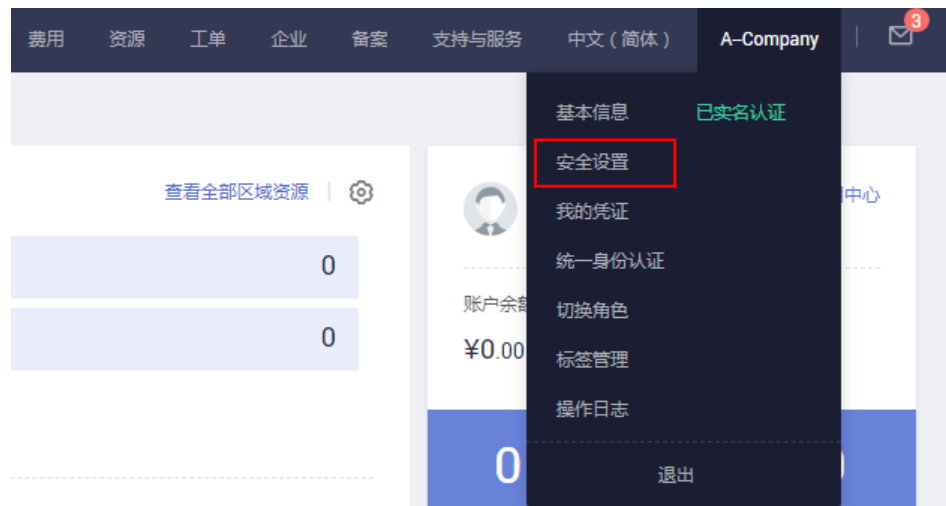 费用 资源 工单 企业 备案 支持与服务 中文（简体） A–Company 3
基本信息 已实名认证
安全设置
查看全部区域资源
中心
我的凭证
统一身份认证
0
切换角色
账户余额
0
¥0.00
标签管理
操作日志
0
退出